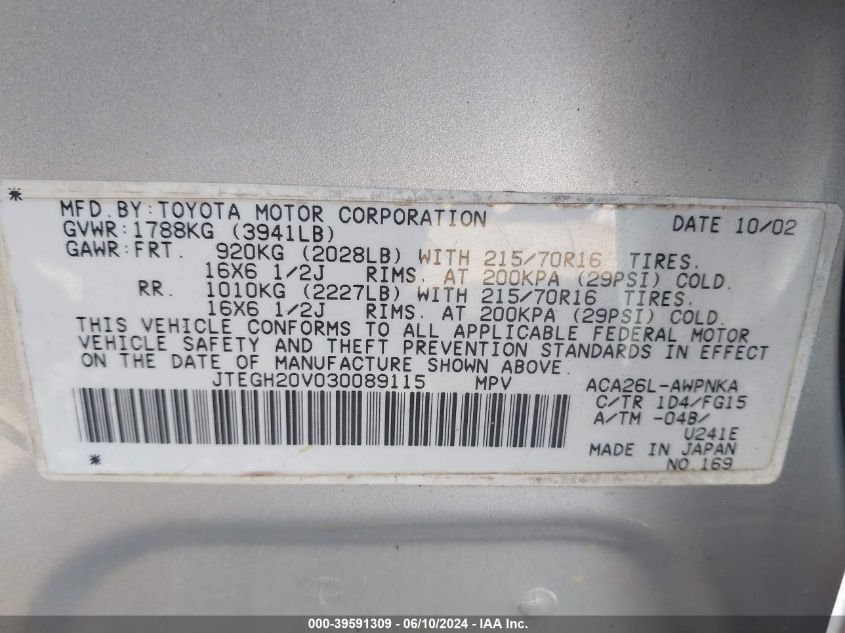 MFD.BY:TOYOTA MOTOR CORPORATION DATE 10/02
GVWR:1788KG (3941LB)
GAWR:FRT. 920KG (2028LB) WITH 215/70R16 TIRES.
16X6 1/2J RIMS. AT 200KPA (29PSI) COLD.
RR. 1010KG (2227LB) WITH 215/70R16 TIRES.
16X6 1/2J RIMS. AT 200KPA (29PSI) COLD.
THIS VEHICLE CONFORMS TO ALL APPLICABLE FEDERAL MOTOR
VEHICLE SAFETY AND THEFT PREVENTION STANDARDS IN EFFECT
ON THE DATE OF MANUFACTURE SHOWN ABOVE.
JTEGH20V030089115 MPV ACA26L-AWPNKA
C/TR 1D4/FG15
A/TM -04B/
U241E
MADE IN JAPAN
NO.169
000-39591309 - 06/10/2024 - IAA Inc.